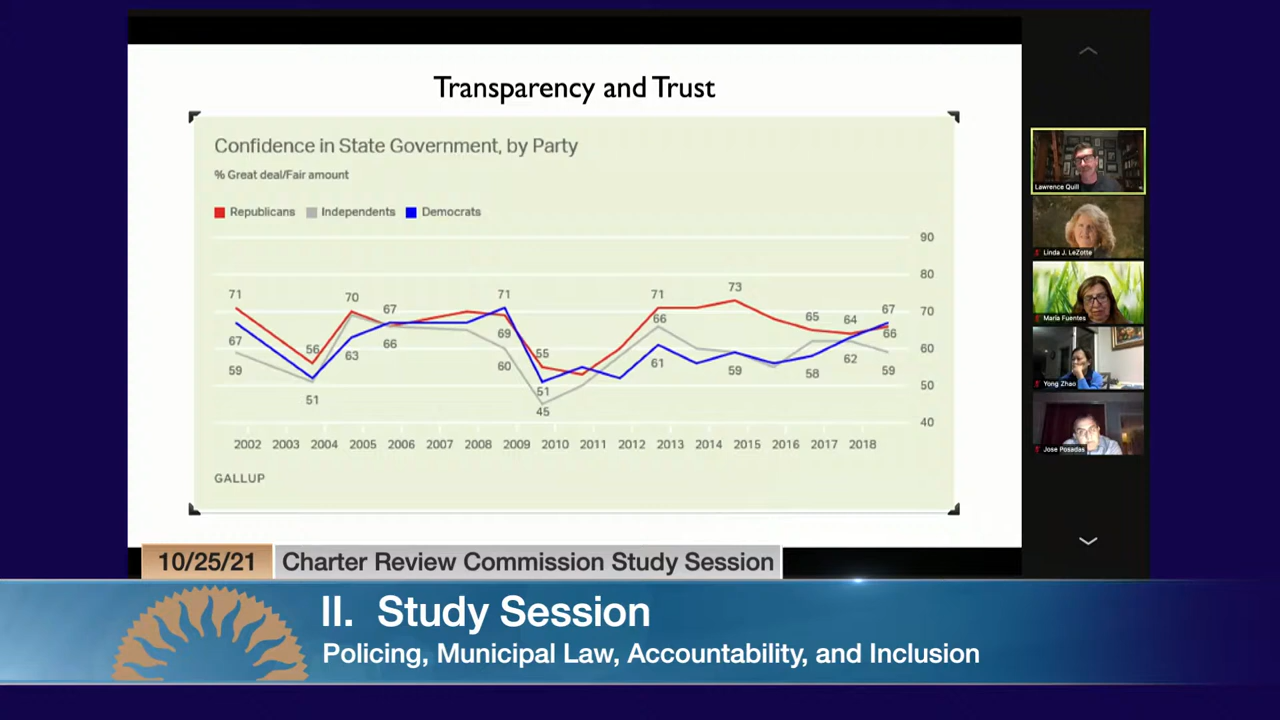 Transparency and Trust
Confidence in State Government, by Party
% Great deal/Fair amount
Republicans Independents Democrats
90
80
71 70 67 71 71 73 65 64 67
70
67 56 63 66 69 55 66 66
60
59 60 61 59 58 62 59
50
51 51
45
40
2002 2003 2004 2005 2006 2007 2008 2009 2010 2011 2012 2013 2014 2015 2016 2017 2018
GALLUP
Lawrence Quill
Linda J. LeZotte
Maria Fuentes
Yong Zhao
Jose Posadas
10/25/21 Charter Review Commission Study Session
II. Study Session
Policing, Municipal Law, Accountability, and Inclusion